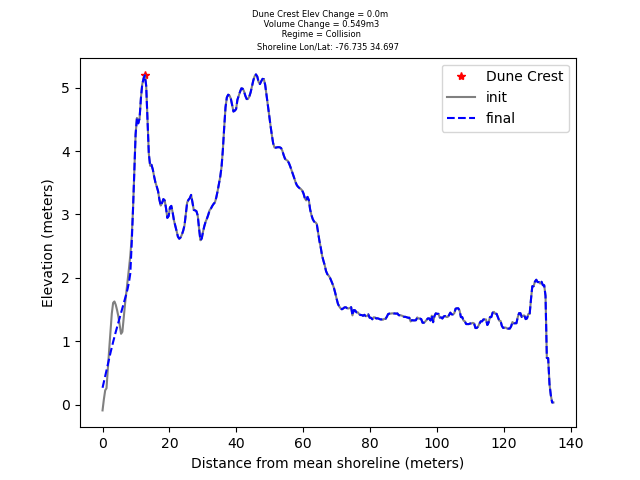 Dune Crest Elev Change = 0.0m
Volume Change = 0.549m3
Regime = Collision
Shoreline Lon/Lat: -76.735 34.697
Dune Crest
init
final
5
4
3
2
1
0
Elevation (meters)
0 20 40 60 80 100 120 140
Distance from mean shoreline (meters)